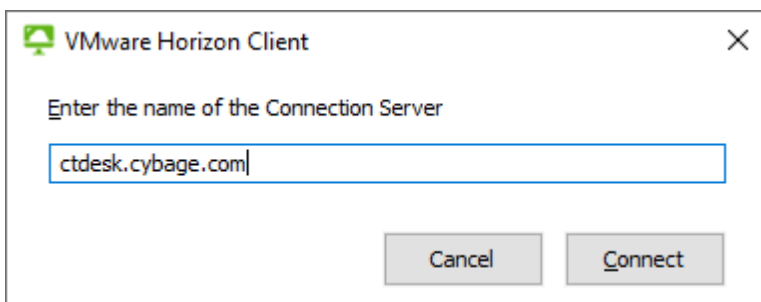 VMware Horizon Client
Enter the name of the Connection Server
ctdesk.cybage.com
Cancel Connect